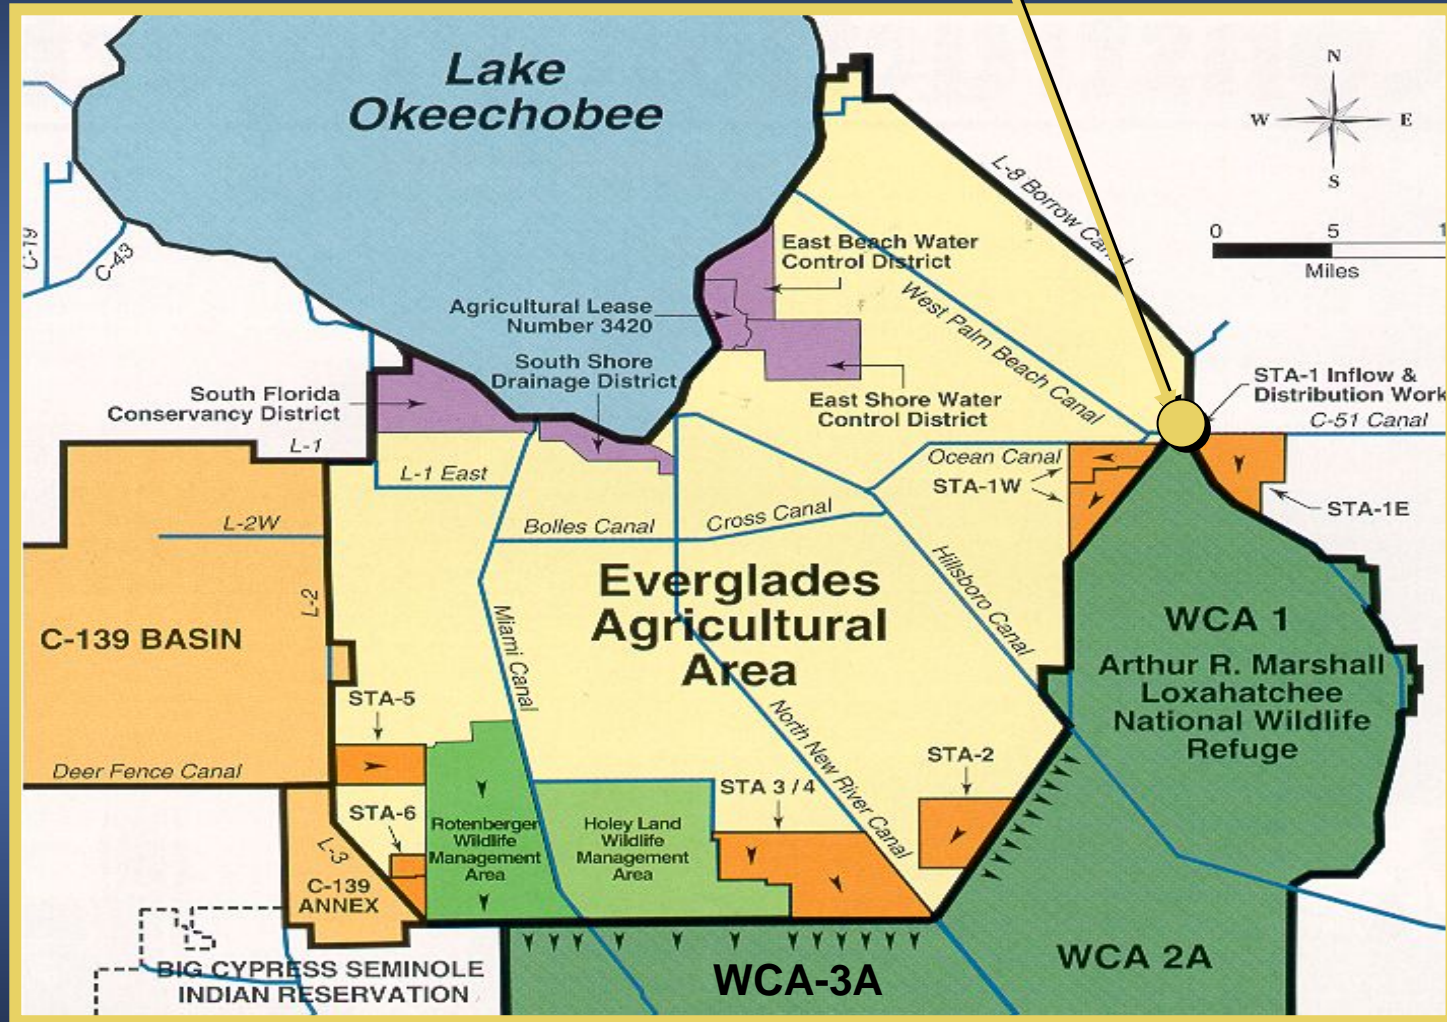 Lake
Okeechobee
N
W
E
S
0
5
1
Miles
L-8 Borrow Canal
C-19
C-43
East Beach Water
Control District
Agricultural Lease
Number 3420
West Palm Beach Canal
South Shore
Drainage District
South Florida
Conservancy District
East Shore Water
Control District
STA-1 Inflow &
Distribution Work
C-51 Canal
L-1
L-1 East
Ocean Canal
STA-1W
STA-1E
L-2W
Bolles Canal
Cross Canal
Hillsboro Canal
L-2
Everglades
Agricultural
Area
C-139 BASIN
Miami Canal
WCA 1
Arthur R. Marshall
Loxahatchee
National Wildlife
Refuge
STA-5
North New River Canal
STA-2
Deer Fence Canal
STA 3 / 4
STA-6
Rotenberger
Wildlife
Management
Area
Holey Land
Wildlife
Management
Area
L-3
C-139
ANNEX
BIG CYPRESS SEMINOLE
INDIAN RESERVATION
WCA-3A
WCA 2A